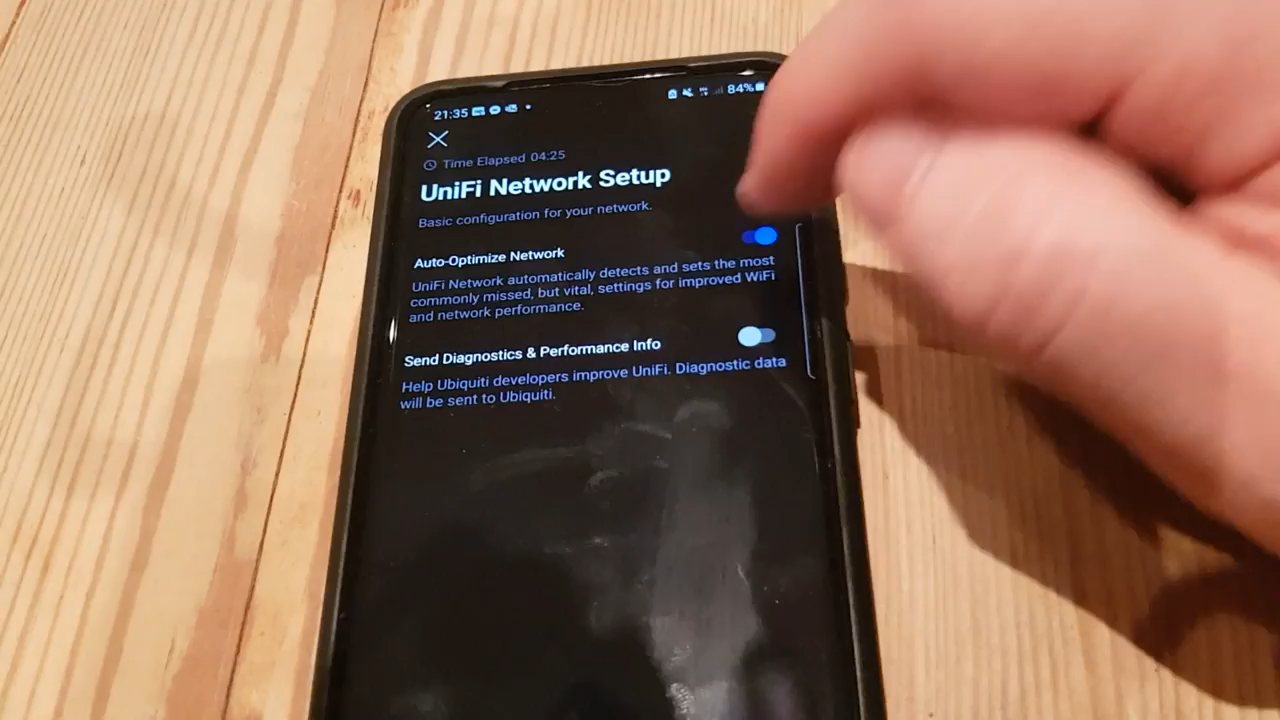 21:35
84%
Time Elapsed 04:25
UniFi Network Setup
Basic configuration for your network.
Auto-Optimize Network
UniFi Network automatically detects and sets the most
commonly missed, but vital, settings for improved WiFi
and network performance.
Send Diagnostics & Performance Info
Help Ubiquiti developers improve UniFi. Diagnostic data
will be sent to Ubiquiti.